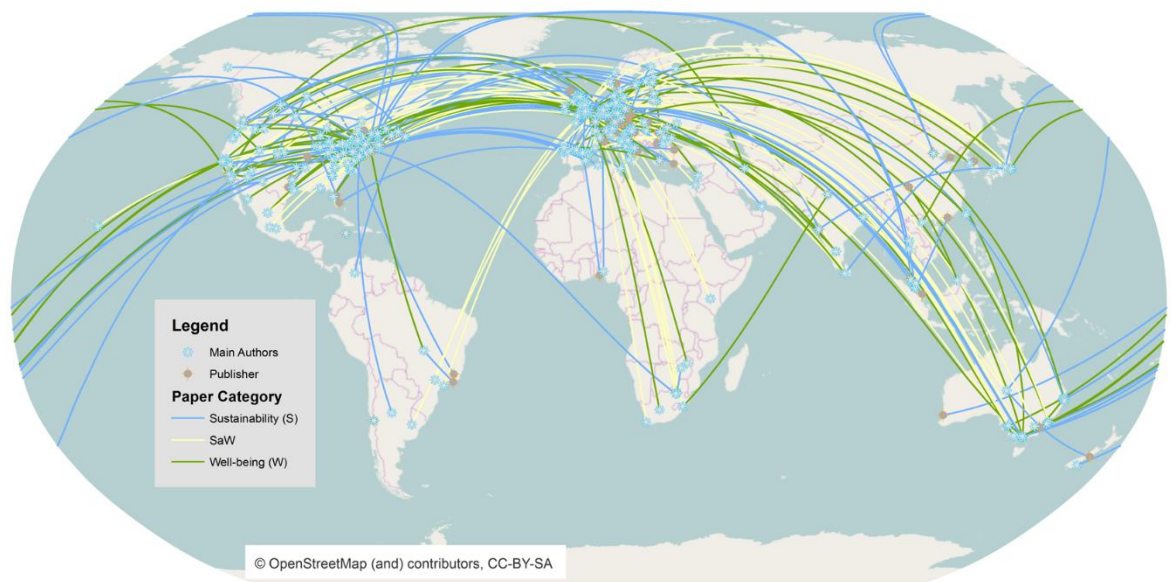 Legend
Main Authors
Publisher
Paper Category
Sustainability (S)
SaW
Well-being (W)
© OpenStreetMap (and) contributors, CC-BY-SA